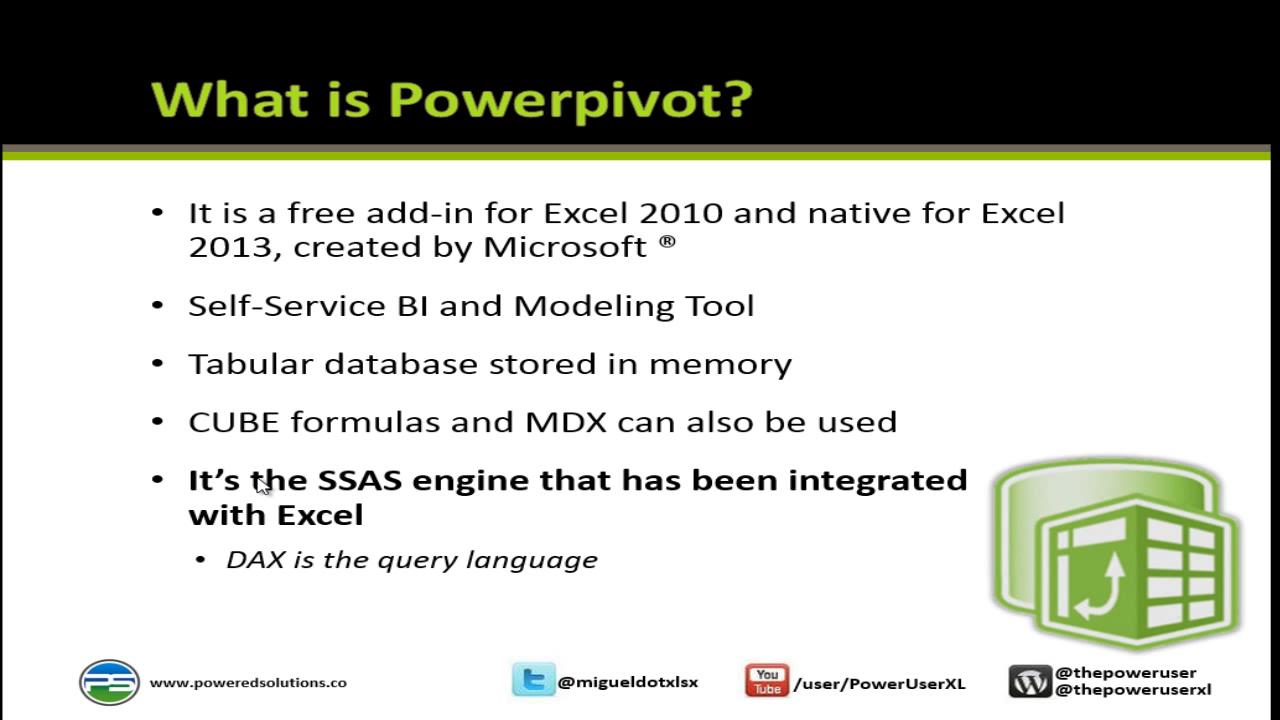 What is Powerpivot?
• It is a free add-in for Excel 2010 and native for Excel
2013, created by Microsoft ®
• Self-Service BI and Modeling Tool
• Tabular database stored in memory
• CUBE formulas and MDX can also be used
• It’s the SSAS engine that has been integrated
with Excel
• DAX is the query language
www.poweredsolutions.co
@migueldotxlsx
You
Tube
/user/PowerUserXL
@thepoweruser
@thepoweruserxl